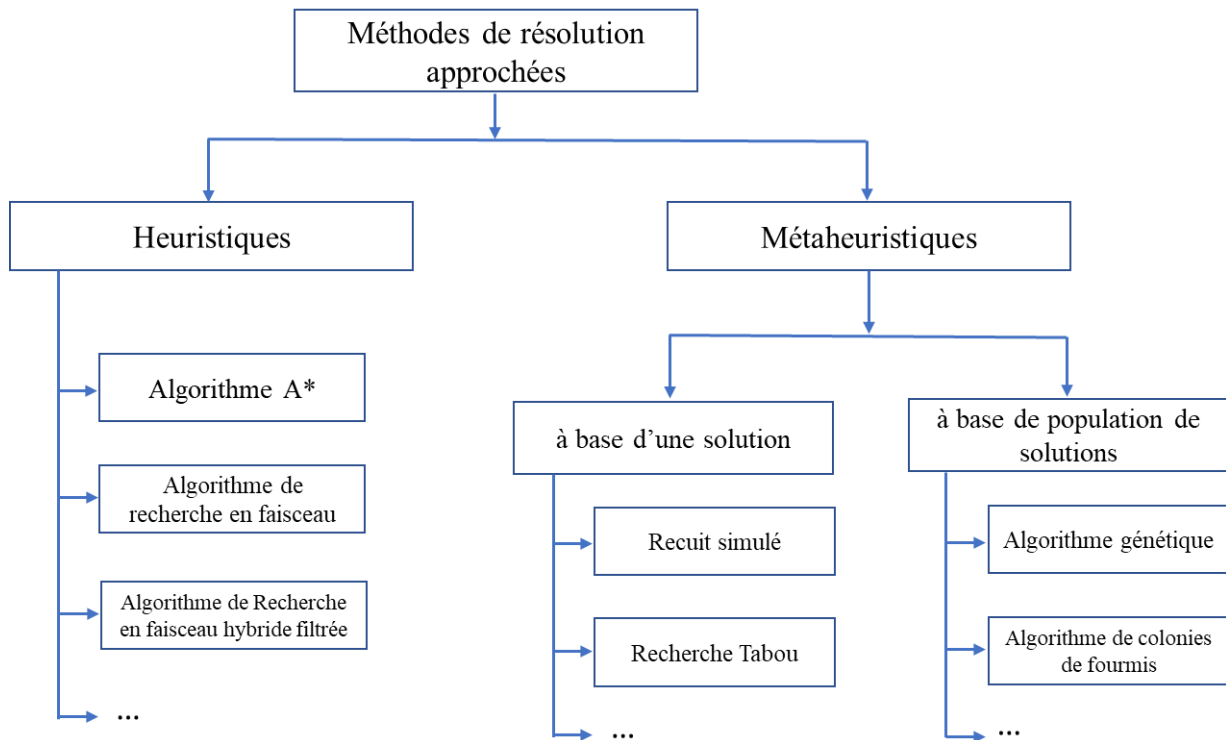 Méthodes de résolution
approchées
Heuristiques
Métaheuristiques
Algorithme A*
Algorithme de
recherche en faisceau
Algorithme de Recherche
en faisceau hybride filtrée
...
à base d’une solution
Recuit simulé
Recherche Tabou
...
à base de population de
solutions
Algorithme génétique
Algorithme de colonies
de fourmis
...